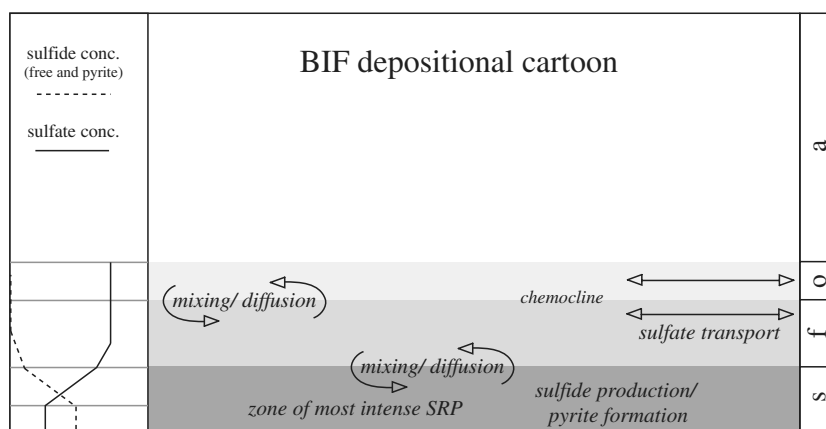 sulfide conc.
(free and pyrite)
sulfate conc.
BIF depositional cartoon
a
o
f
s
mixing/ diffusion
chemocline
sulfate transport
mixing/ diffusion
zone of most intense SRP
sulfide production/
pyrite formation